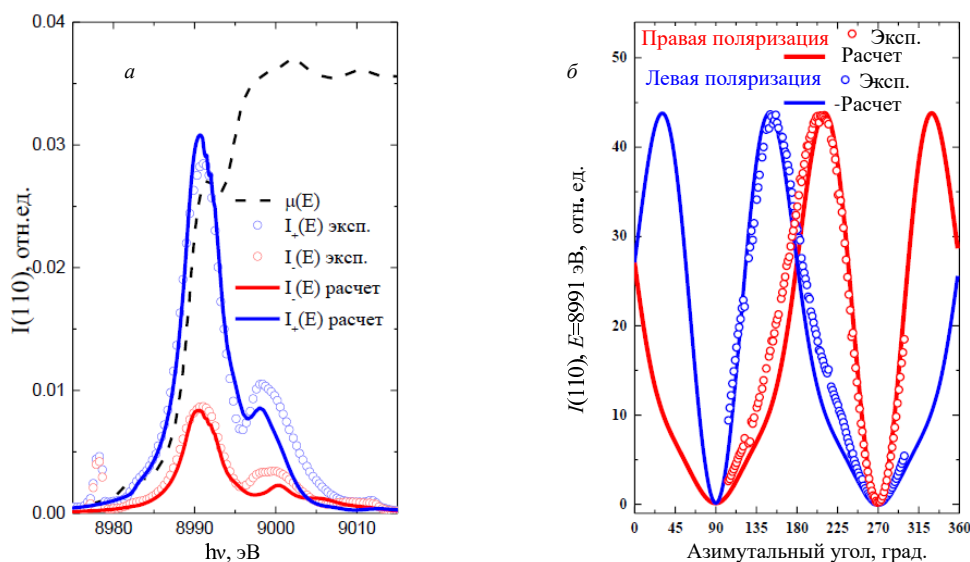 а
I(110), отн.ед.
0.04
0.03
0.02
0.01
0.00
μ(E)
I₊(E) эксп.
I₋(E) эксп.
I₋(E) расчет
I₊(E) расчет
8980 8990 9000 9010
hν, эВ
б
I(110), E=8991 эВ, отн. ед.
50
40
30
20
10
0
Правая поляризация
Эксп.
Расчет
Левая поляризация
Эксп.
-Расчет
0 45 90 135 180 225 270 315 360
Азимутальный угол, град.